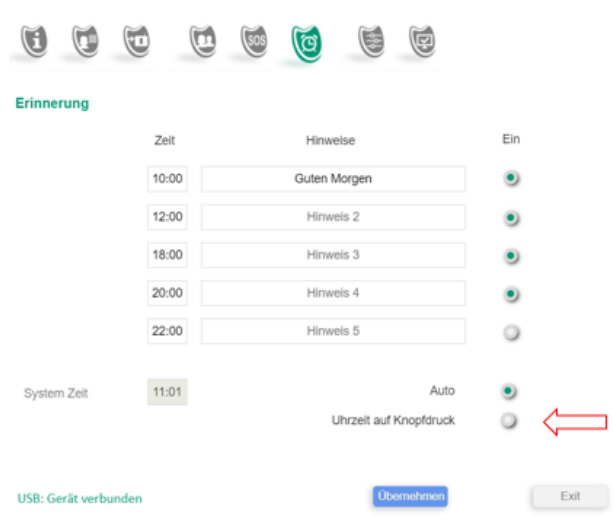 SOS
Erinnerung
Zeit Hinweise Ein
10:00 Guten Morgen
12:00 Hinweis 2
18:00 Hinweis 3
20:00 Hinweis 4
22:00 Hinweis 5
System Zeit 11:01 Auto
Uhrzeit auf Knopfdruck
USB: Gerät verbunden Übernehmen Exit